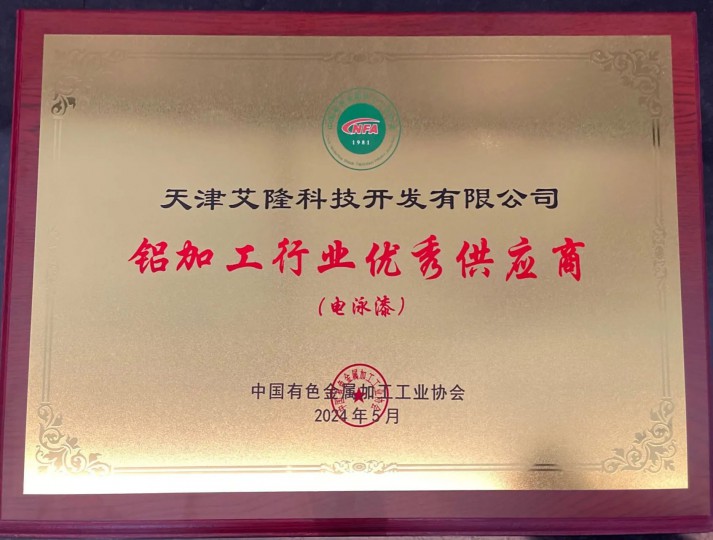 CNFA
1981
天津艾隆科技开发有限公司
铝加工行业优秀供应商
(电泳漆)
中国有色金属加工工业协会
2024年5月